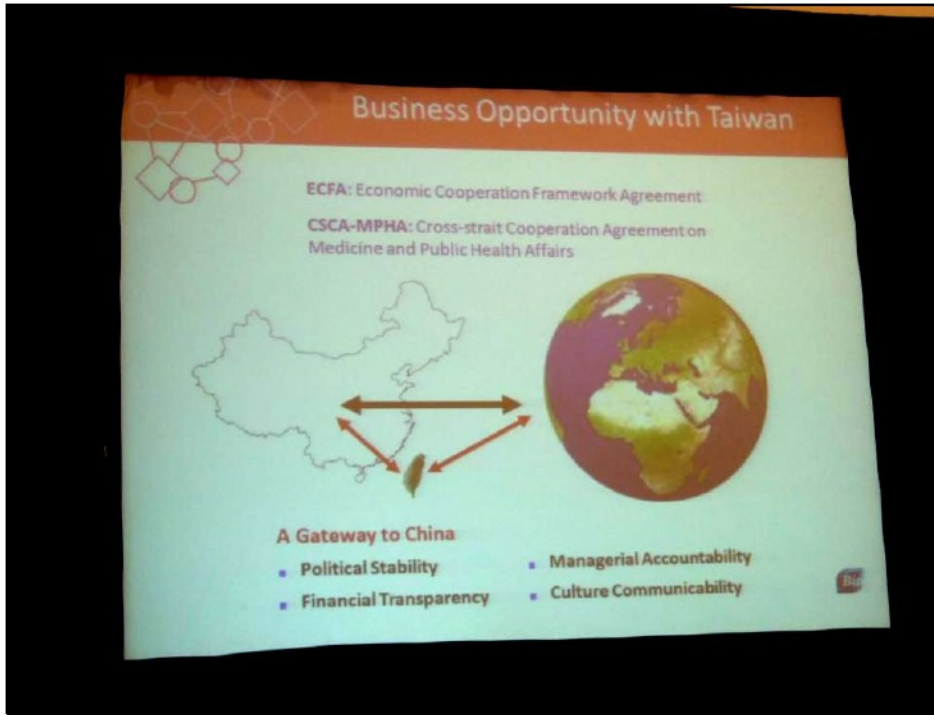 Business Opportunity with Taiwan
ECFA: Economic Cooperation Framework Agreement
CSCA-MPHA: Cross-strait Cooperation Agreement on
Medicine and Public Health Affairs
A Gateway to China
▪ Political Stability
▪ Financial Transparency
▪ Managerial Accountability
▪ Culture Communicability